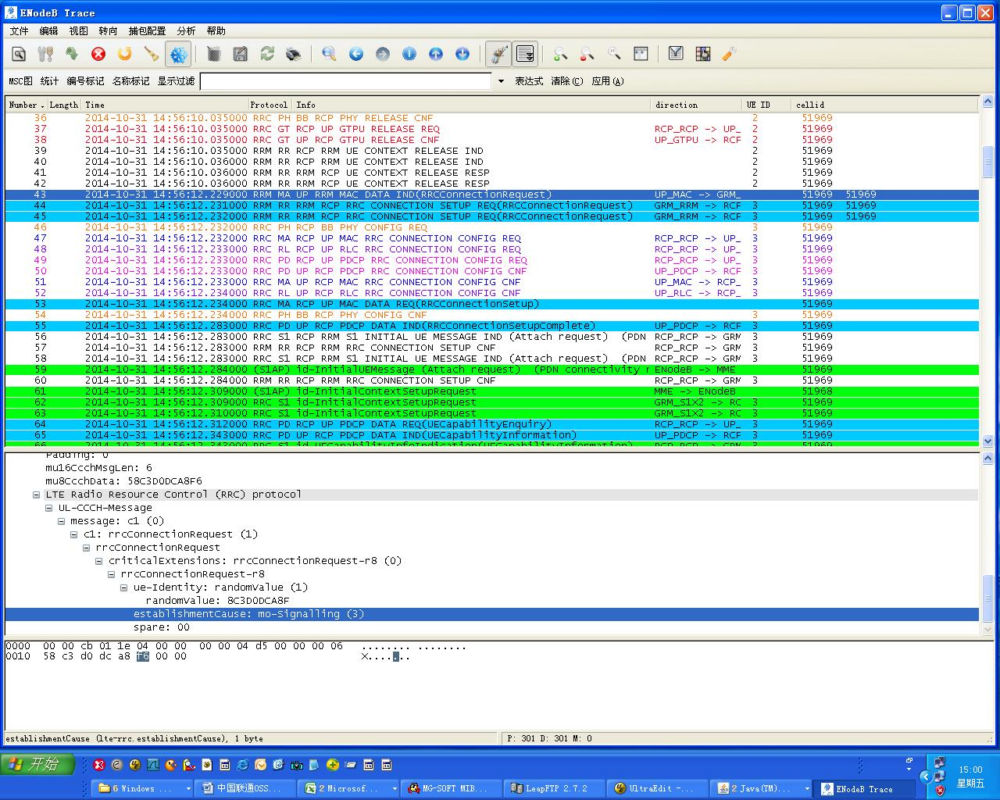 ENodeB Trace
文件 编辑 视图 转向 捕包配置 分析 帮助
MSC图 统计 编号标记 名称标记 显示过滤 表达式 清除(C) 应用(A)
Number Length Time Protocol Info direction UE ID cellid
36 2014-10-31 14:56:10.035000 RRC PH BB RCP PHY RELEASE CNF 2 51969
37 2014-10-31 14:56:10.035000 RRC GT RCP UP GTPU RELEASE REQ RCP_RCP -> UP_ 2 51969
38 2014-10-31 14:56:10.035000 RRC GT UP RCP GTPU RELEASE CNF UP_GTPU -> RCF 2 51969
39 2014-10-31 14:56:10.035000 RRM RR RCP RRM UE CONTEXT RELEASE IND 2 51969
40 2014-10-31 14:56:10.036000 RRM RR RCP RRM UE CONTEXT RELEASE IND 2 51969
41 2014-10-31 14:56:10.036000 RRM RR RRM RCP UE CONTEXT RELEASE RESP 2 51969
42 2014-10-31 14:56:10.036000 RRM RR RRM RCP UE CONTEXT RELEASE RESP 2 51969
43 2014-10-31 14:56:12.229000 RRM MA UP RRM MAC DATA IND(RRCConnectionRequest) UP_MAC -> GRM_ 51969 51969
44 2014-10-31 14:56:12.231000 RRM RR RRM RCP RRC CONNECTION SETUP REQ(RRCConnectionRequest) GRM_RRM -> RCF 3 51969 51969
45 2014-10-31 14:56:12.232000 RRM RR RRM RCP RRC CONNECTION SETUP REQ(RRCConnectionRequest) GRM_RRM -> RCF 3 51969 51969
46 2014-10-31 14:56:12.232000 RRC PH RCP BB PHY CONFIG REQ 3 51969
47 2014-10-31 14:56:12.232000 RRC MA RCP UP MAC RRC CONNECTION CONFIG REQ RCP_RCP -> UP_ 3 51969
48 2014-10-31 14:56:12.233000 RRC RL RCP UP RLC RRC CONNECTION CONFIG REQ RCP_RCP -> UP_ 3 51969
49 2014-10-31 14:56:12.233000 RRC PD RCP UP PDCP RRC CONNECTION CONFIG REQ RCP_RCP -> UP_ 3 51969
50 2014-10-31 14:56:12.233000 RRC PD UP RCP PDCP RRC CONNECTION CONFIG CNF UP_PDCP -> RCF 3 51969
51 2014-10-31 14:56:12.233000 RRC MA UP RCP MAC RRC CONNECTION CONFIG CNF UP_MAC -> RCP_ 3 51969
52 2014-10-31 14:56:12.234000 RRC RL UP RCP RLC RRC CONNECTION CONFIG CNF UP_RLC -> RCP_ 3 51969
53 2014-10-31 14:56:12.234000 RRC MA RCP UP MAC DATA REQ(RRCConnectionSetup) 51969
54 2014-10-31 14:56:12.234000 RRC PH BB RCP PHY CONFIG CNF 3 51969
55 2014-10-31 14:56:12.283000 RRC PD UP RCP PDCP DATA IND(RRCConnectionSetupComplete) UP_PDCP -> RCF 3 51969
56 2014-10-31 14:56:12.283000 RRC S1 RCP RRM S1 INITIAL UE MESSAGE IND (Attach request) (PDN RCP_RCP -> GRM 3 51969
57 2014-10-31 14:56:12.283000 RRM RR RCP RRM RRC CONNECTION SETUP CNF RCP_RCP -> GRM 3 51969
58 2014-10-31 14:56:12.283000 RRC S1 RCP RRM S1 INITIAL UE MESSAGE IND (Attach request) (PDN RCP_RCP -> GRM 3 51969
59 2014-10-31 14:56:12.284000 (S1AP) id-InitialUEMessage (Attach request) (PDN connectivity r ENodeB -> MME 51969
60 2014-10-31 14:56:12.284000 RRM RR RCP RRM RRC CONNECTION SETUP CNF RCP_RCP -> GRM 3 51969
61 2014-10-31 14:56:12.309000 (S1AP) id-InitialContextSetupRequest MME -> ENodeB 51968
62 2014-10-31 14:56:12.309000 RRC S1 id-InitialContextSetupRequest GRM_S1X2 -> RC 3 51969
63 2014-10-31 14:56:12.310000 RRC S1 id-InitialContextSetupRequest GRM_S1X2 -> RC 3 51969
64 2014-10-31 14:56:12.312000 RRC PD RCP UP PDCP DATA REQ(UECapabilityEnquiry) RCP_RCP -> UP_ 3 51969
65 2014-10-31 14:56:12.343000 RRC PD UP RCP PDCP DATA IND(UECapabilityInformation) UP_PDCP -> RCF 3 51969
66 2014-10-31 14:56:12.343000 RRC S1 id-UECapabilityInfoIndication(UECapabilityInformation) RCP_RCP -> GRM 3 51969
Padding: 0
mu16CcchMsgLen: 6
mu8CcchData: 58C3D0DCA8F6
LTE Radio Resource Control (RRC) protocol
UL-CCCH-Message
message: c1 (0)
c1: rrcConnectionRequest (1)
rrcConnectionRequest
criticalExtensions: rrcConnectionRequest-r8 (0)
rrcConnectionRequest-r8
ue-Identity: randomValue (1)
randomValue: 8C3D0DCA8F
establishmentCause: mo-Signalling (3)
spare: 00
0000 00 00 cb 01 1e 04 00 00 00 00 04 d5 00 00 00 06 ........ ........
0010 58 c3 d0 dc a8 f6 00 00 X.......
establishmentCause (lte-rrc.establishmentCause), 1 byte P: 301 D: 301 M: 0
开始 15:00
6 Windows ... 中国联通OSS... 2 Microsof... MG-SOFT MIB... LeapFTP 2.7.2 UltraEdit -... 2 Java(TM)... ENodeB Trace 星期五